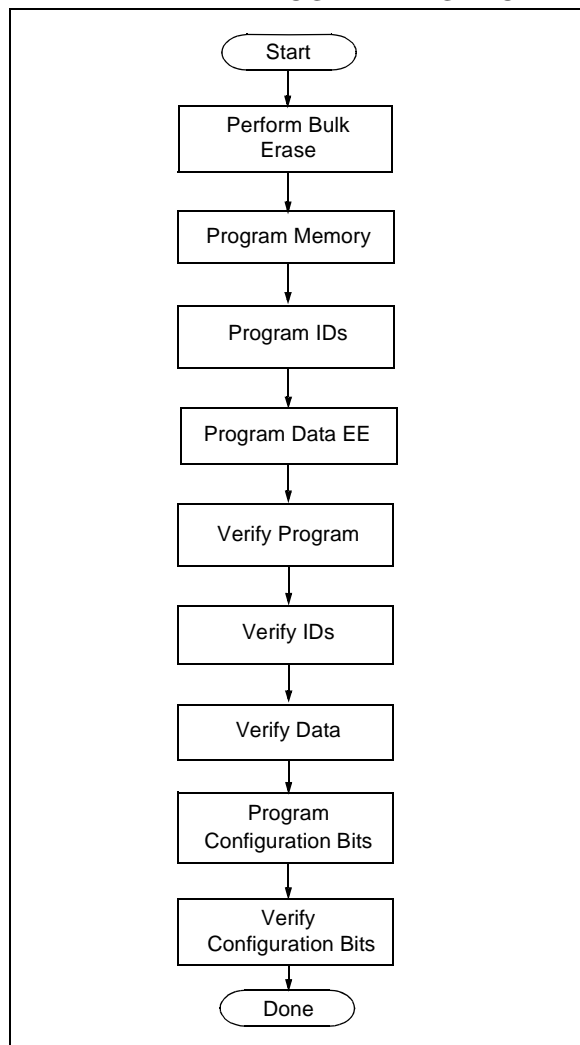 Start
Perform Bulk
Erase
Program Memory
Program IDs
Program Data EE
Verify Program
Verify IDs
Verify Data
Program
Configuration Bits
Verify
Configuration Bits
Done